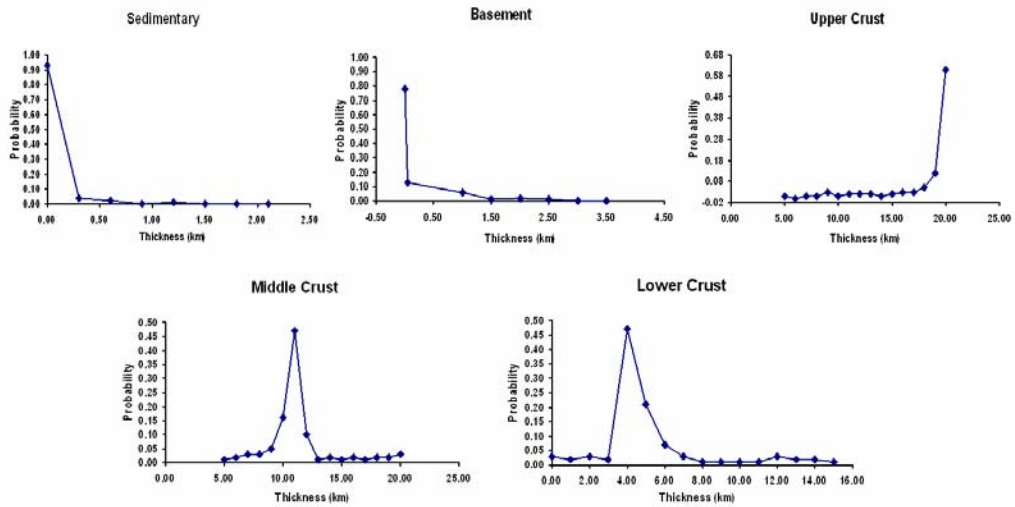 Sedimentary
1.00
0.90
0.80
0.70
0.60
0.50
0.40
0.30
0.20
0.10
0.00
Probability
0.00 0.50 1.00 1.50 2.00 2.50
Thickness (km)
Basement
1.00
0.90
0.80
0.70
0.60
0.50
0.40
0.30
0.20
0.10
0.00
Probability
-0.50 0.50 1.50 2.50 3.50 4.50
Thickness (km)
Upper Crust
0.68
0.58
0.48
0.38
0.28
0.18
0.08
-0.02
Probability
0.00 5.00 10.00 15.00 20.00 25.00
Thickness (km)
Middle Crust
0.50
0.45
0.40
0.35
0.30
0.25
0.20
0.15
0.10
0.05
0.00
Probability
0.00 5.00 10.00 15.00 20.00 25.00
Thickness (km)
Lower Crust
0.50
0.45
0.40
0.35
0.30
0.25
0.20
0.15
0.10
0.05
0.00
Probability
0.00 2.00 4.00 6.00 8.00 10.00 12.00 14.00 16.00
Thickness (km)